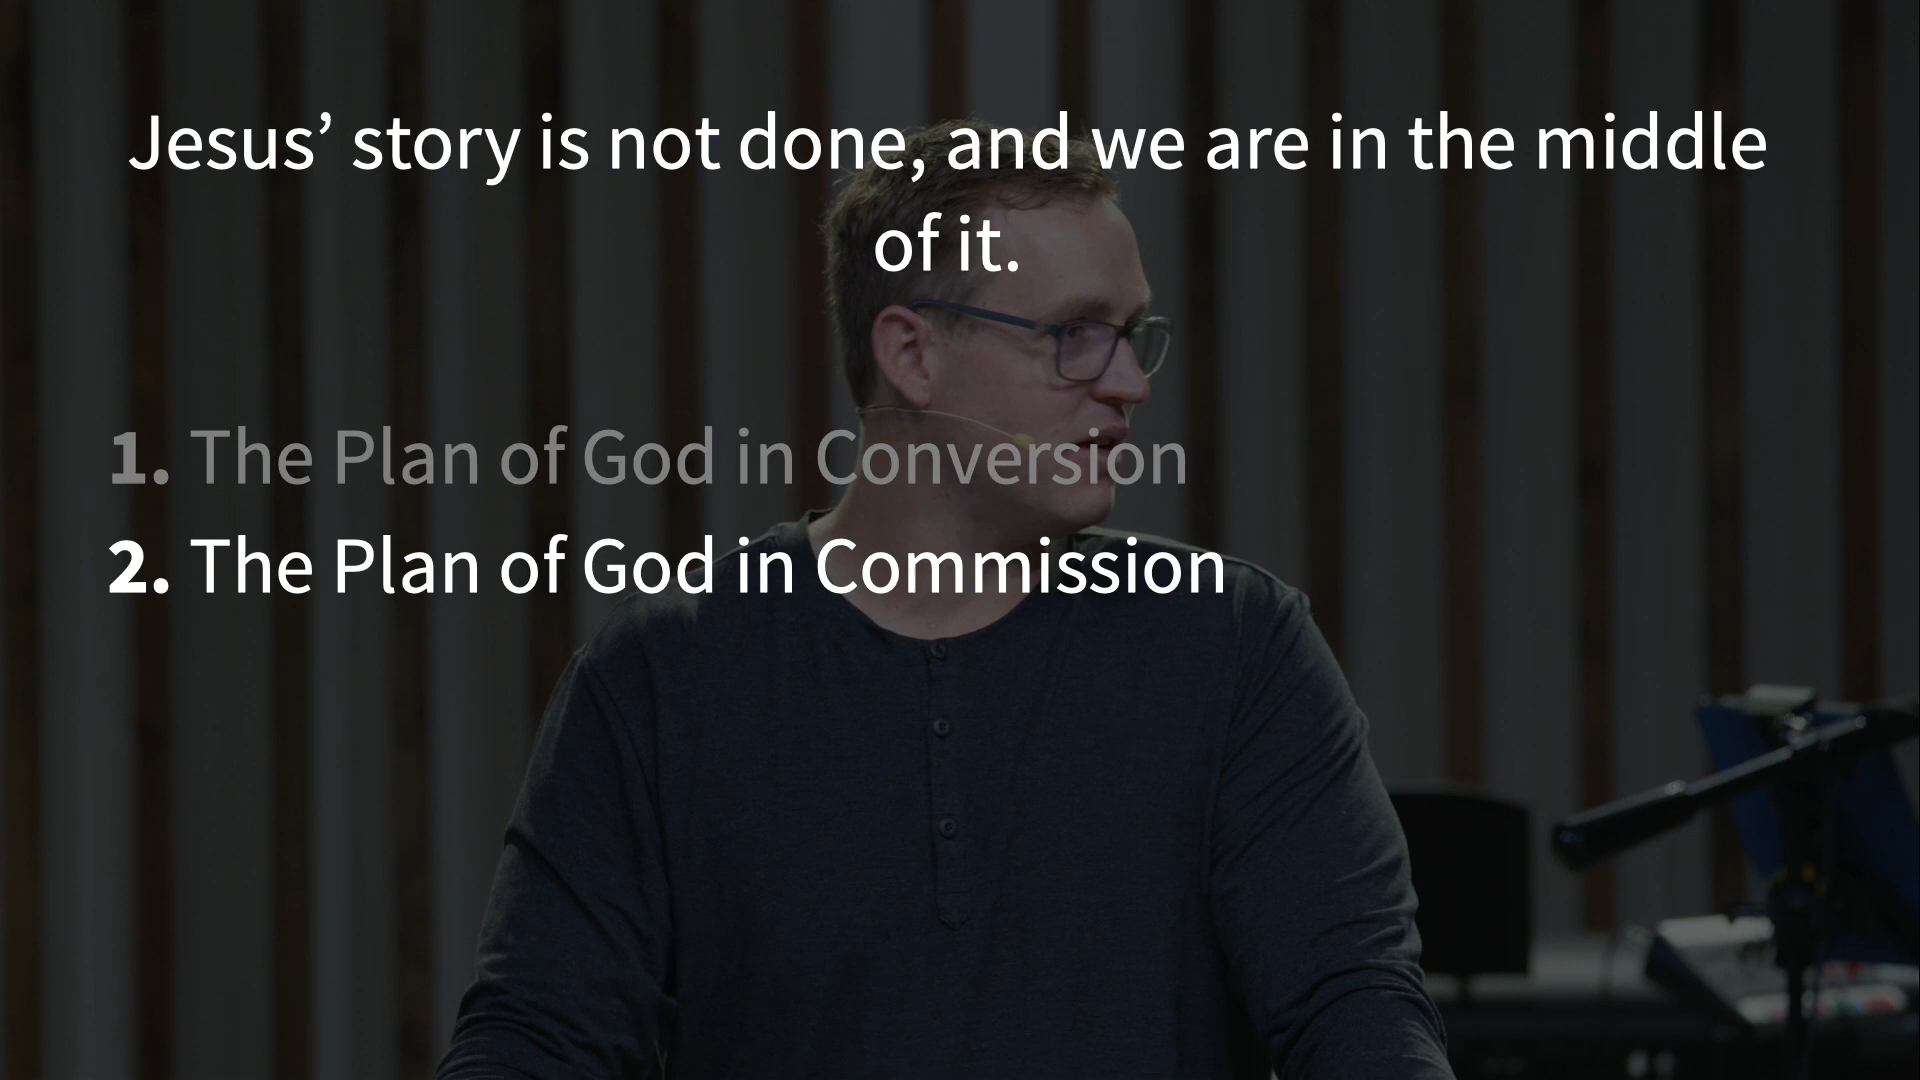 Jesus’ story is not done, and we are in the middle
of it.
1. The Plan of God in Conversion
2. The Plan of God in Commission